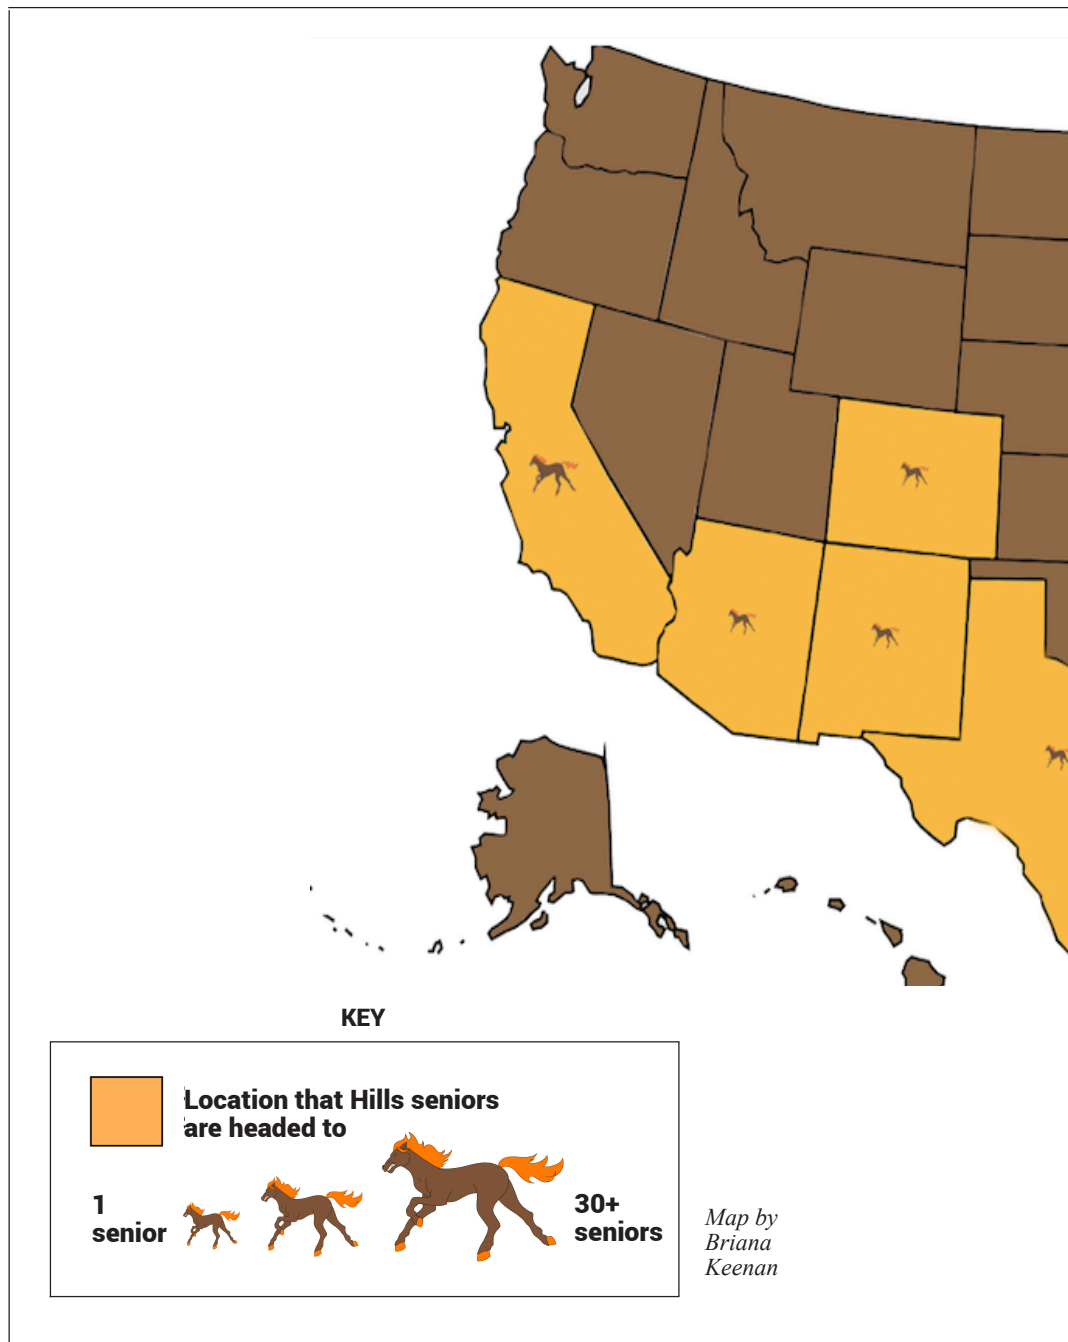 KEY
Location that Hills seniors
are headed to
1
senior
30+
seniors
Map by
Briana
Keenan